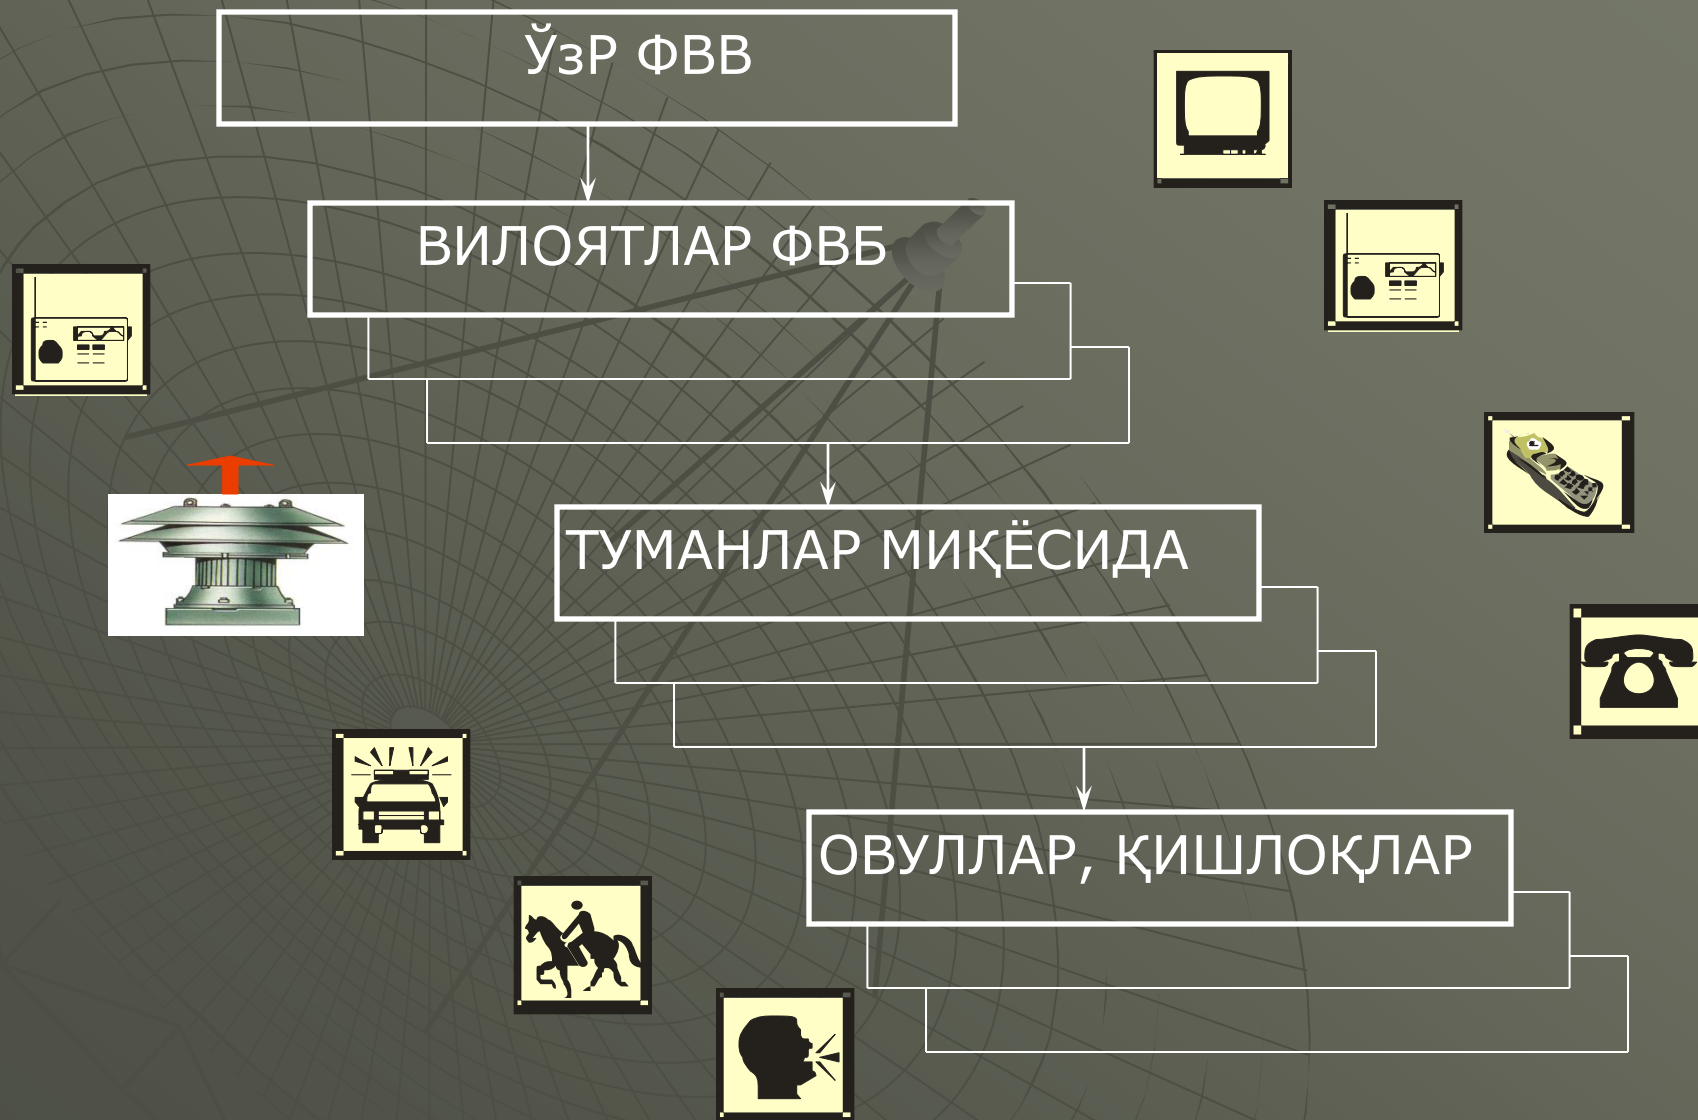 ЎзР ФВВ
ВИЛОЯТЛАР ФВБ
ТУМАНЛАР МИҚЁСИДА
ОВУЛЛАР, ҚИШЛОҚЛАР